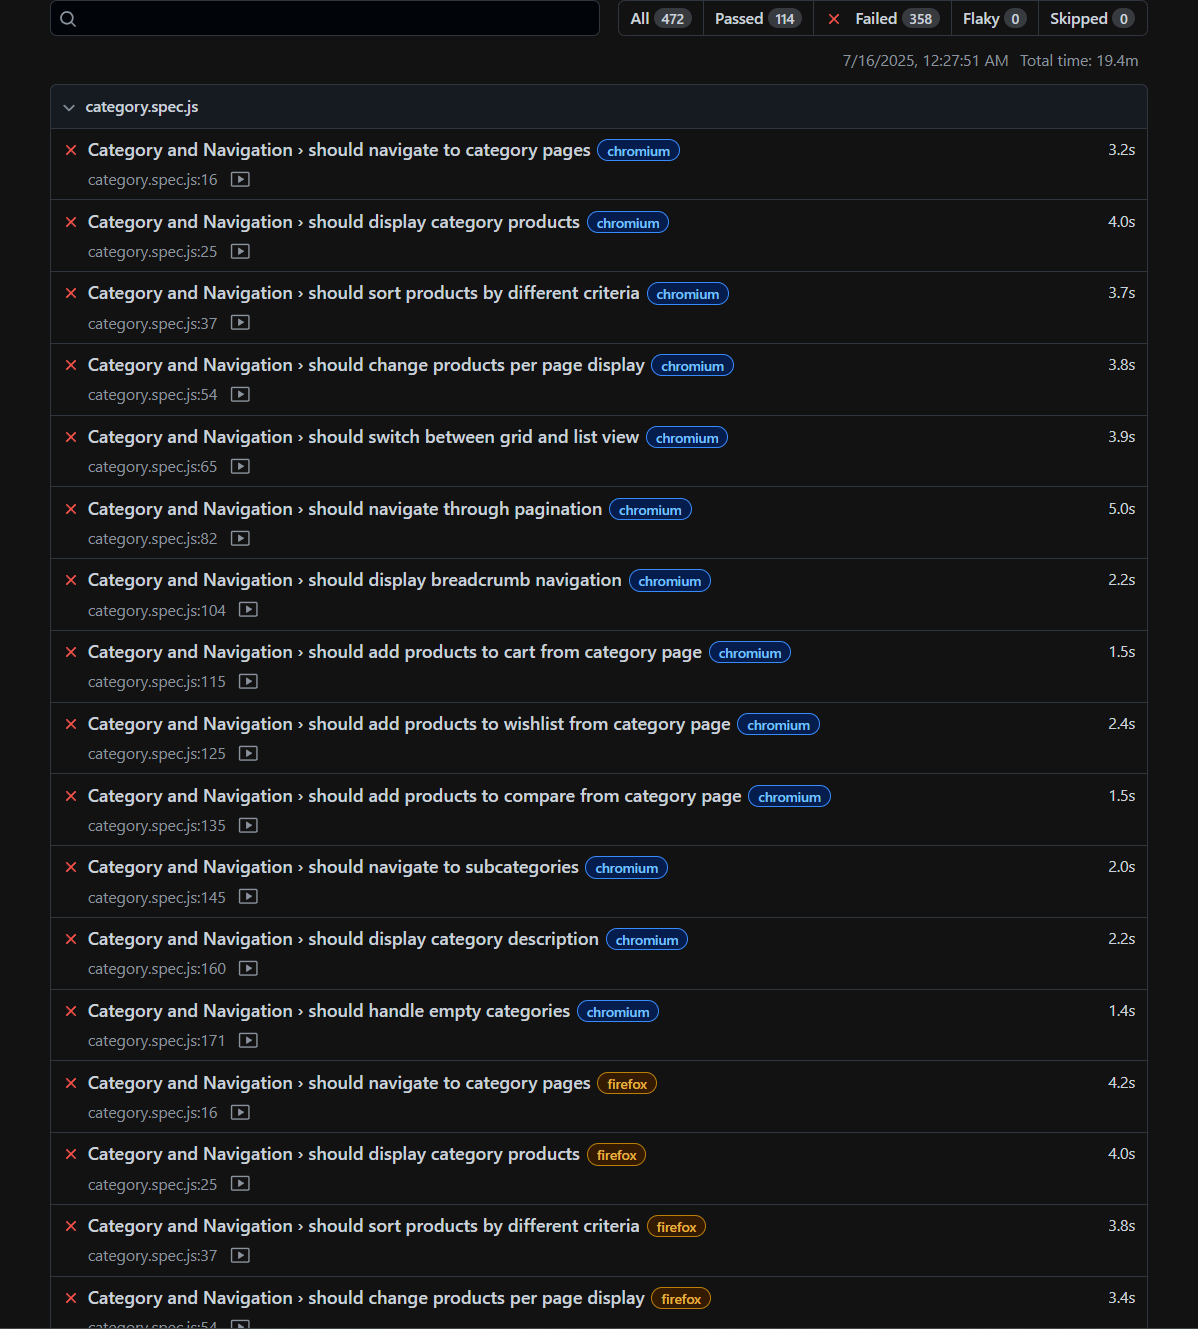 All 472 Passed 114 Failed 358 Flaky 0 Skipped 0
7/16/2025, 12:27:51 AM Total time: 19.4m
category.spec.js
Category and Navigation › should navigate to category pages chromium 3.2s
category.spec.js:16
Category and Navigation › should display category products chromium 4.0s
category.spec.js:25
Category and Navigation › should sort products by different criteria chromium 3.7s
category.spec.js:37
Category and Navigation › should change products per page display chromium 3.8s
category.spec.js:54
Category and Navigation › should switch between grid and list view chromium 3.9s
category.spec.js:65
Category and Navigation › should navigate through pagination chromium 5.0s
category.spec.js:82
Category and Navigation › should display breadcrumb navigation chromium 2.2s
category.spec.js:104
Category and Navigation › should add products to cart from category page chromium 1.5s
category.spec.js:115
Category and Navigation › should add products to wishlist from category page chromium 2.4s
category.spec.js:125
Category and Navigation › should add products to compare from category page chromium 1.5s
category.spec.js:135
Category and Navigation › should navigate to subcategories chromium 2.0s
category.spec.js:145
Category and Navigation › should display category description chromium 2.2s
category.spec.js:160
Category and Navigation › should handle empty categories chromium 1.4s
category.spec.js:171
Category and Navigation › should navigate to category pages firefox 4.2s
category.spec.js:16
Category and Navigation › should display category products firefox 4.0s
category.spec.js:25
Category and Navigation › should sort products by different criteria firefox 3.8s
category.spec.js:37
Category and Navigation › should change products per page display firefox 3.4s
category.spec.js:54